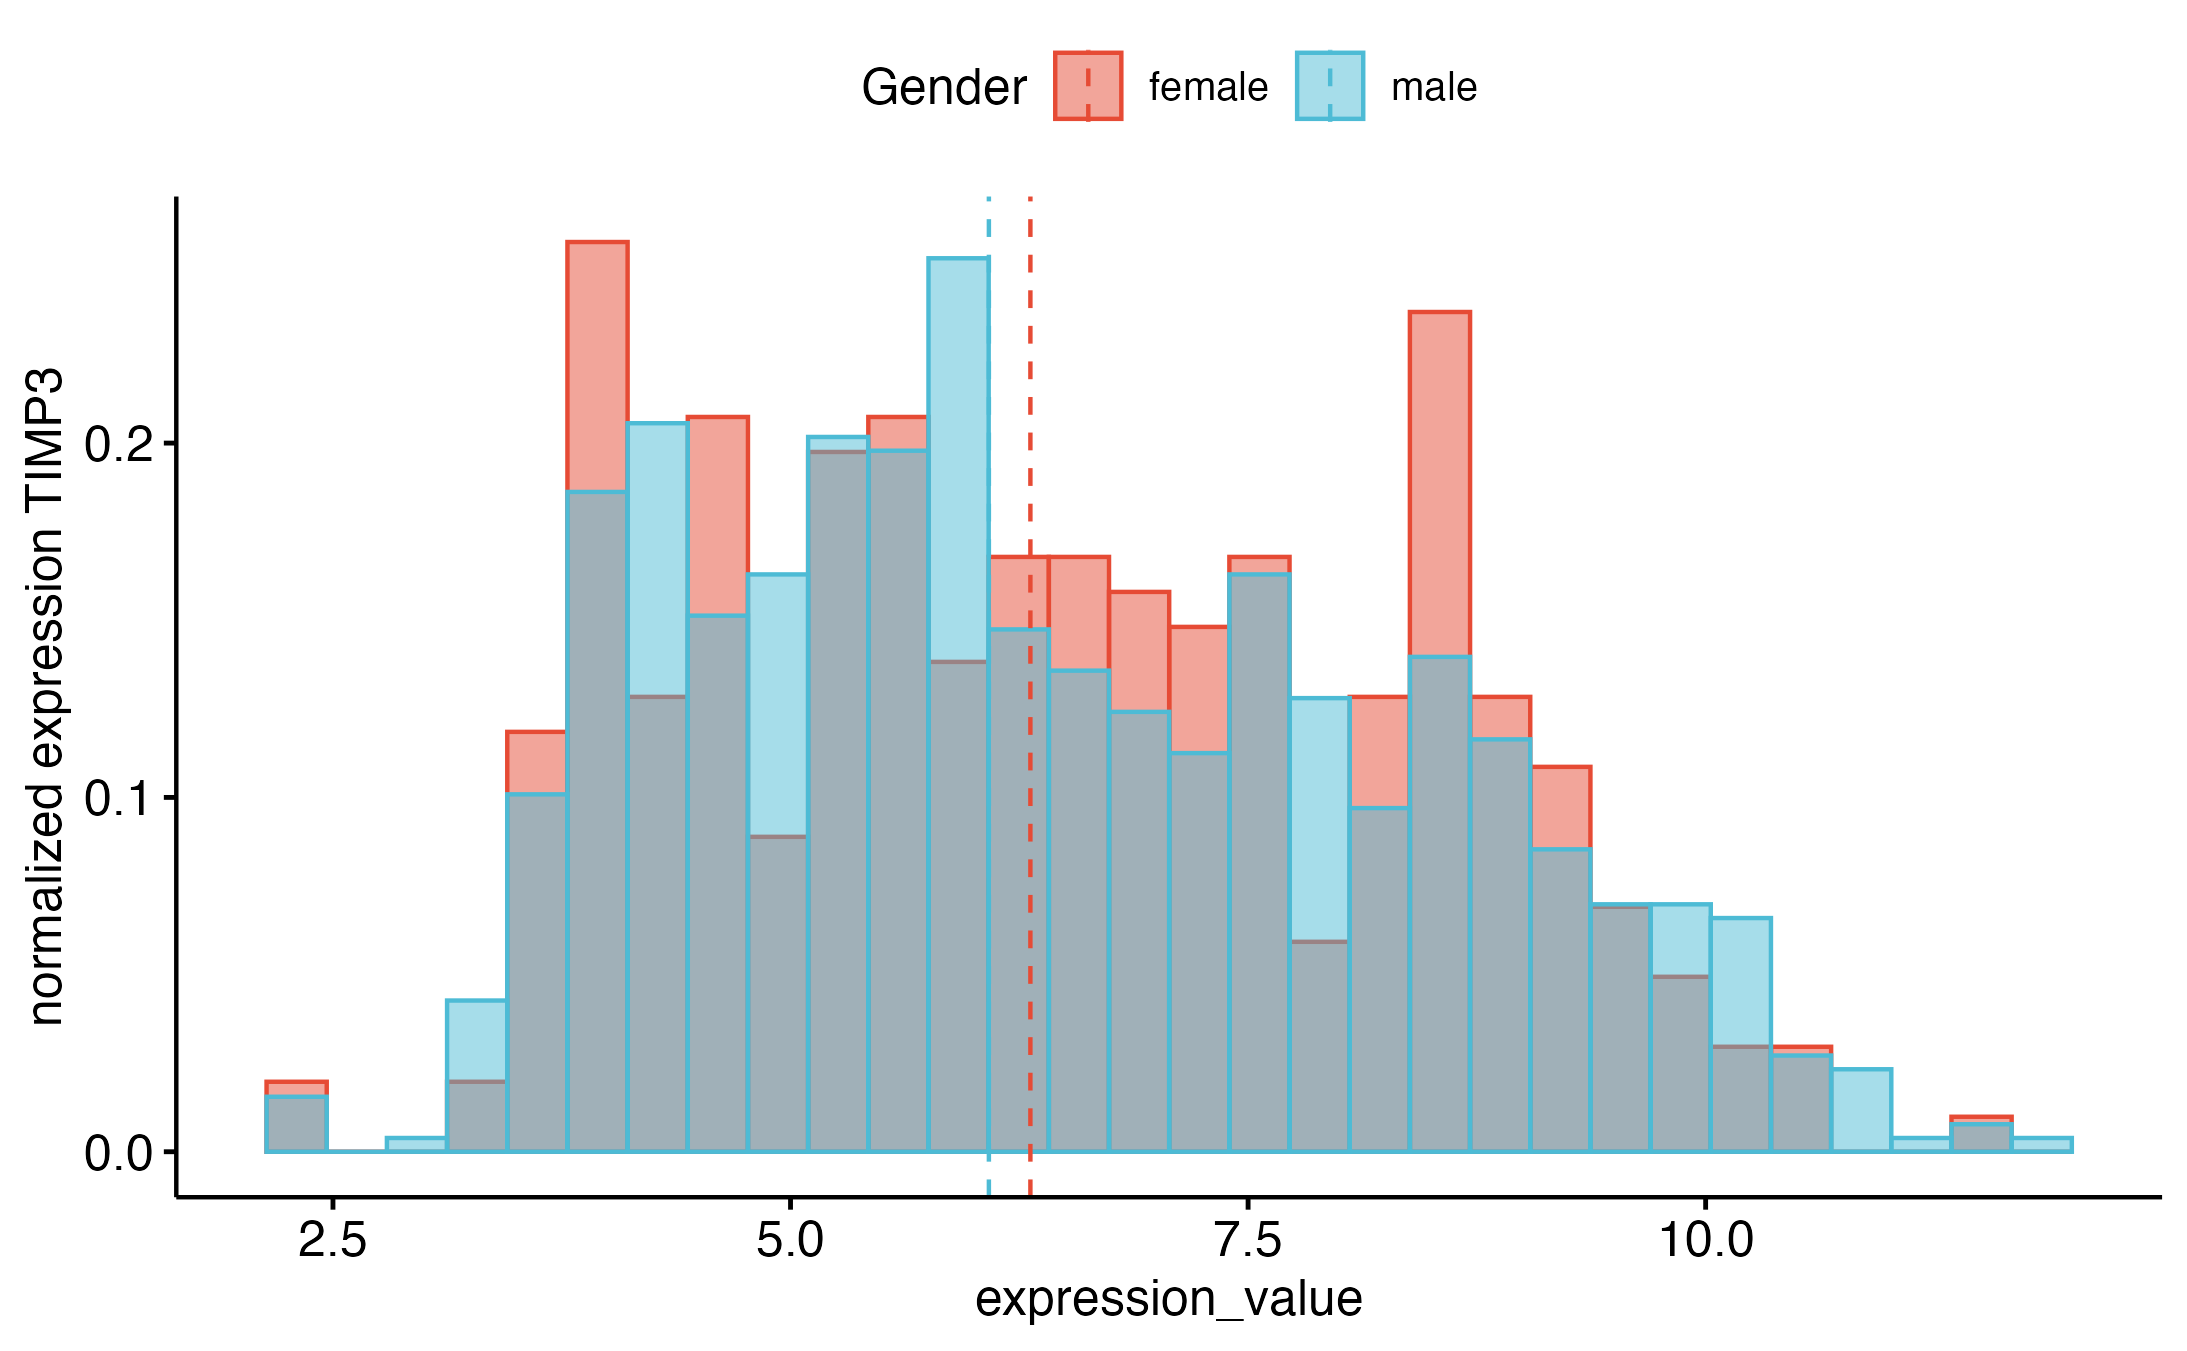 Gender female male
normalized expression TIMP3
0.2
0.1
0.0
2.5 5.0 7.5 10.0
expression_value